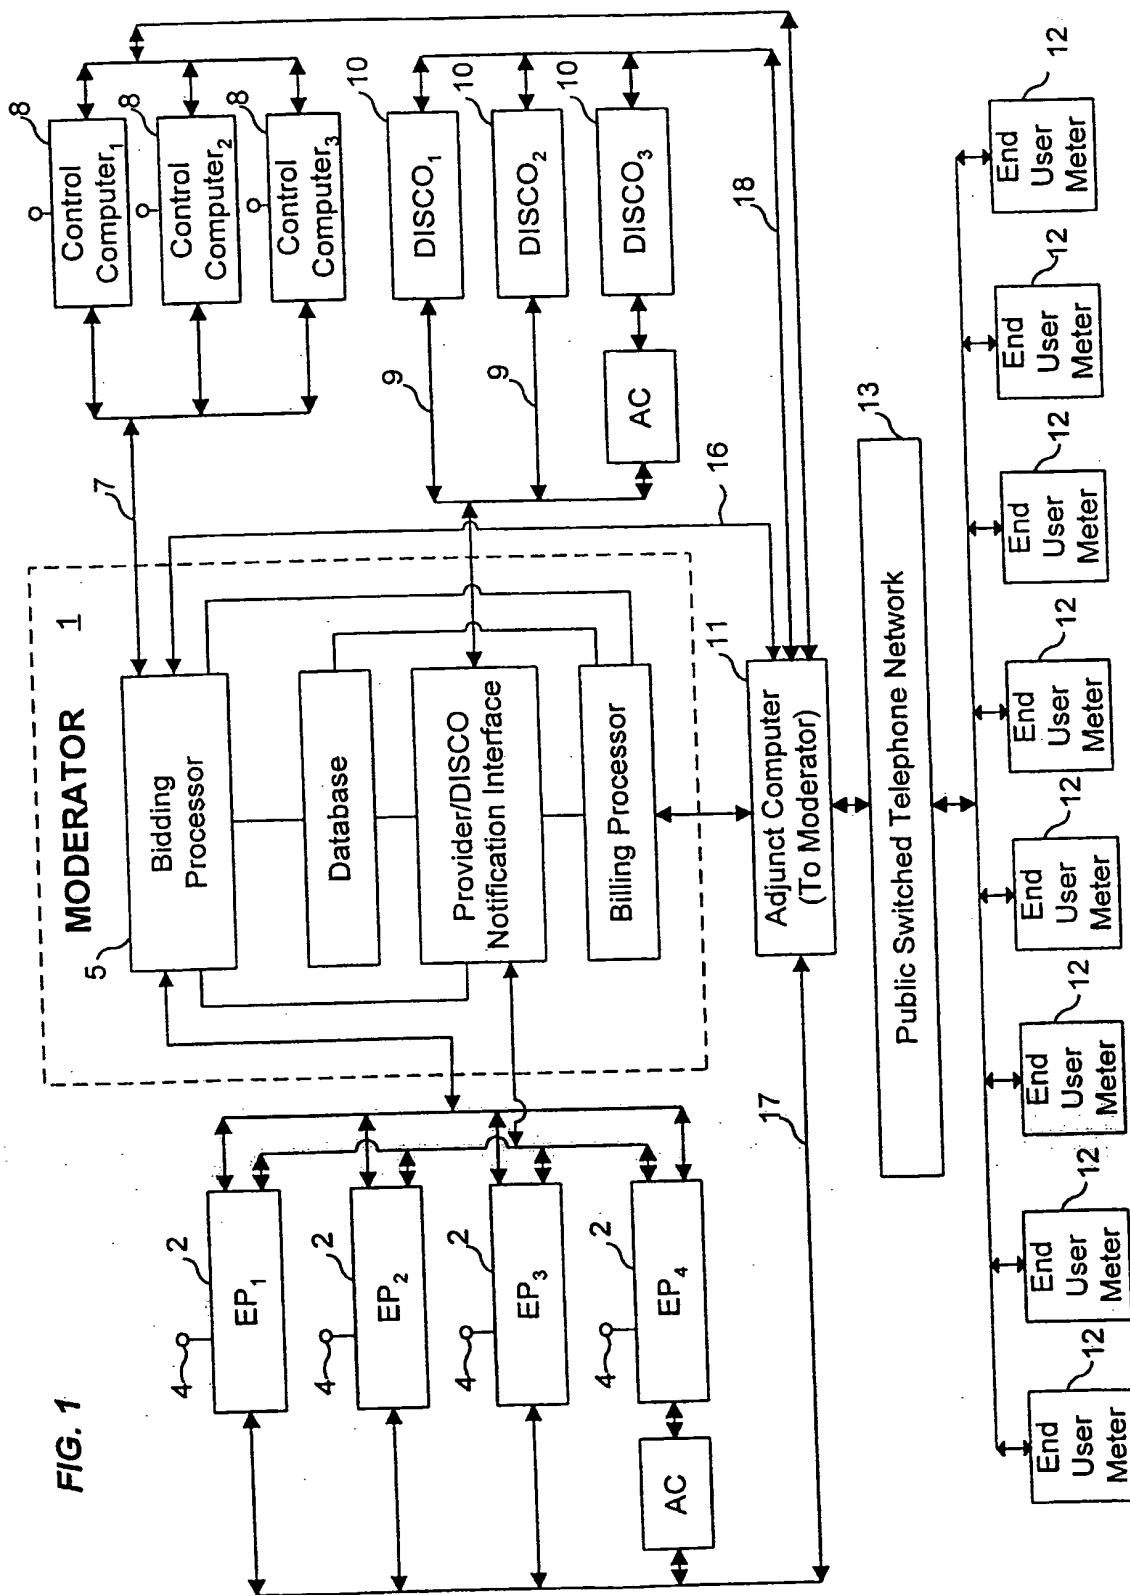 FIG. 1
MODERATOR 1
5
Bidding
Processor
Database
Provider/DISCO
Notification Interface
Billing Processor
4
2
EP1
4
2
EP2
4
2
EP3
4
2
EP4
AC
7
8
Control
Computer1
8
Control
Computer2
8
Control
Computer3
9
9
10
DISCO1
10
DISCO2
10
DISCO3
AC
16
18
17
11
Adjunct Computer
(To Moderator)
13
Public Switched Telephone Network
12
End
User
Meter
12
End
User
Meter
12
End
User
Meter
12
End
User
Meter
12
End
User
Meter
12
End
User
Meter
12
End
User
Meter
12
End
User
Meter